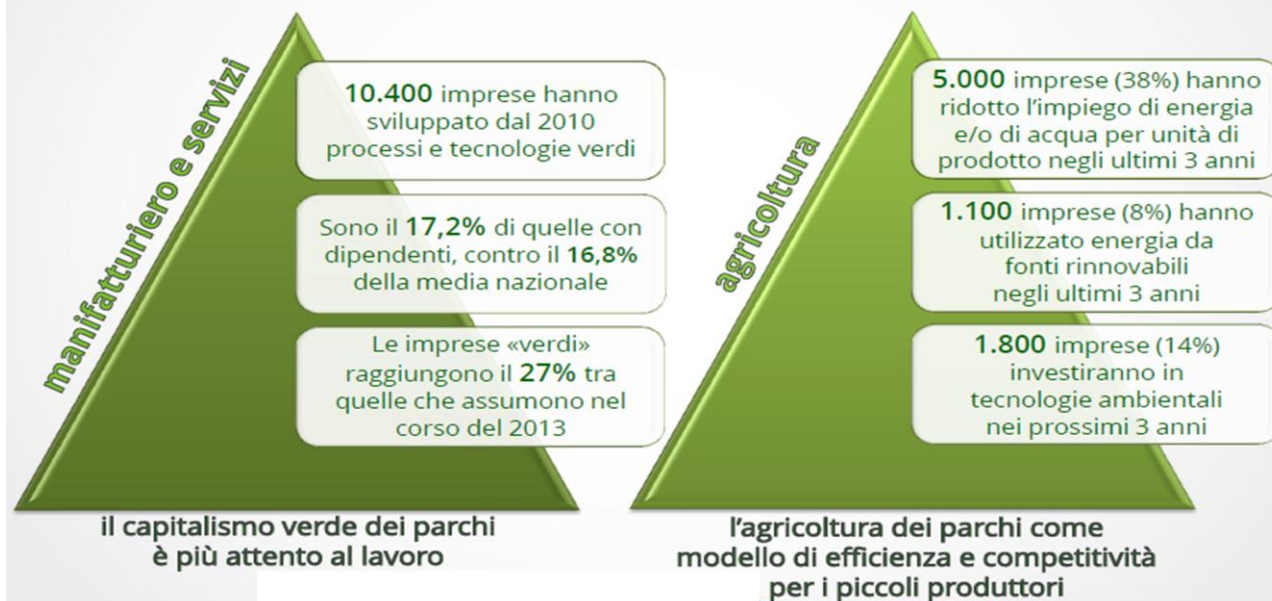 manifatturiero e servizi
10.400 imprese hanno
sviluppato dal 2010
processi e tecnologie verdi
Sono il 17,2% di quelle con
dipendenti, contro il 16,8%
della media nazionale
Le imprese «verdi»
raggiungono il 27% tra
quelle che assumono nel
corso del 2013
il capitalismo verde dei parchi
è più attento al lavoro
agricoltura
5.000 imprese (38%) hanno
ridotto l'impiego di energia
e/o di acqua per unità di
prodotto negli ultimi 3 anni
1.100 imprese (8%) hanno
utilizzato energia da
fonti rinnovabili
negli ultimi 3 anni
1.800 imprese (14%)
investiranno in
tecnologie ambientali
nei prossimi 3 anni
l'agricoltura dei parchi come
modello di efficienza e competitività
per i piccoli produttori